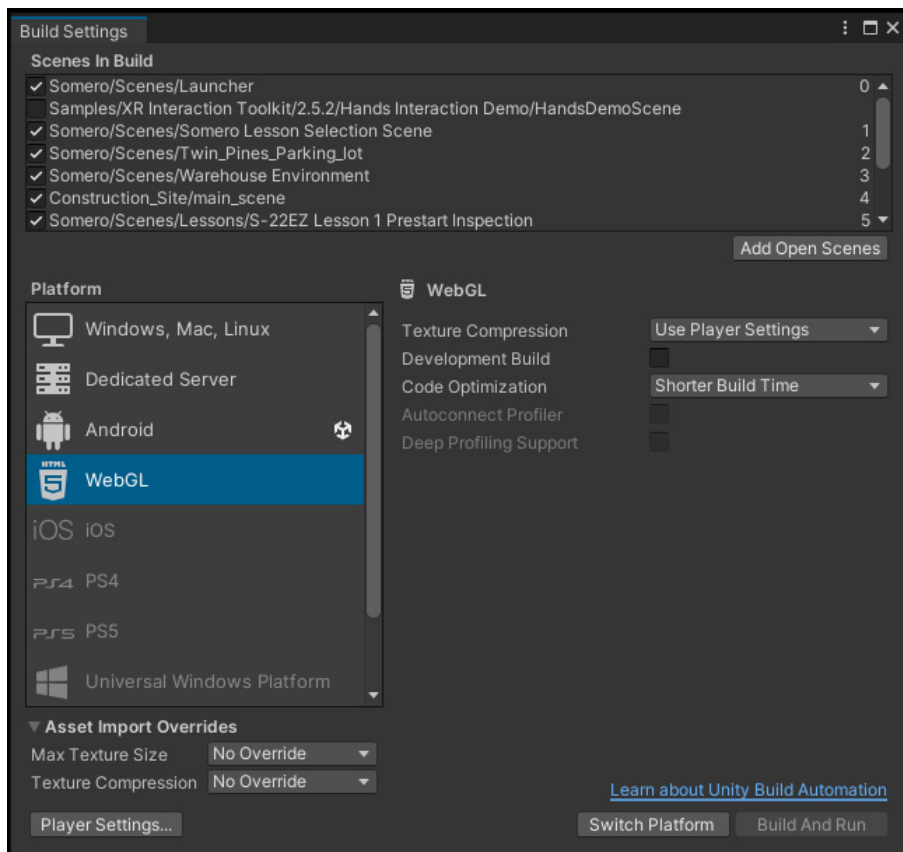 Build Settings
Scenes In Build
Somero/Scenes/Launcher 0
Samples/XR Interaction Toolkit/2.5.2/Hands Interaction Demo/HandsDemoScene
Somero/Scenes/Somero Lesson Selection Scene 1
Somero/Scenes/Twin_Pines_Parking_lot 2
Somero/Scenes/Warehouse Environment 3
Construction_Site/main_scene 4
Somero/Scenes/Lessons/S-22EZ Lesson 1 Prestart Inspection 5
Add Open Scenes
Platform
Windows, Mac, Linux
Dedicated Server
Android
HTML 5 WebGL
iOS iOS
PS4 PS4
PS5 PS5
Universal Windows Platform
5 WebGL
Texture Compression Use Player Settings
Development Build
Code Optimization Shorter Build Time
Autoconnect Profiler
Deep Profiling Support
Asset Import Overrides
Max Texture Size No Override
Texture Compression No Override
Learn about Unity Build Automation
Player Settings... Switch Platform Build And Run